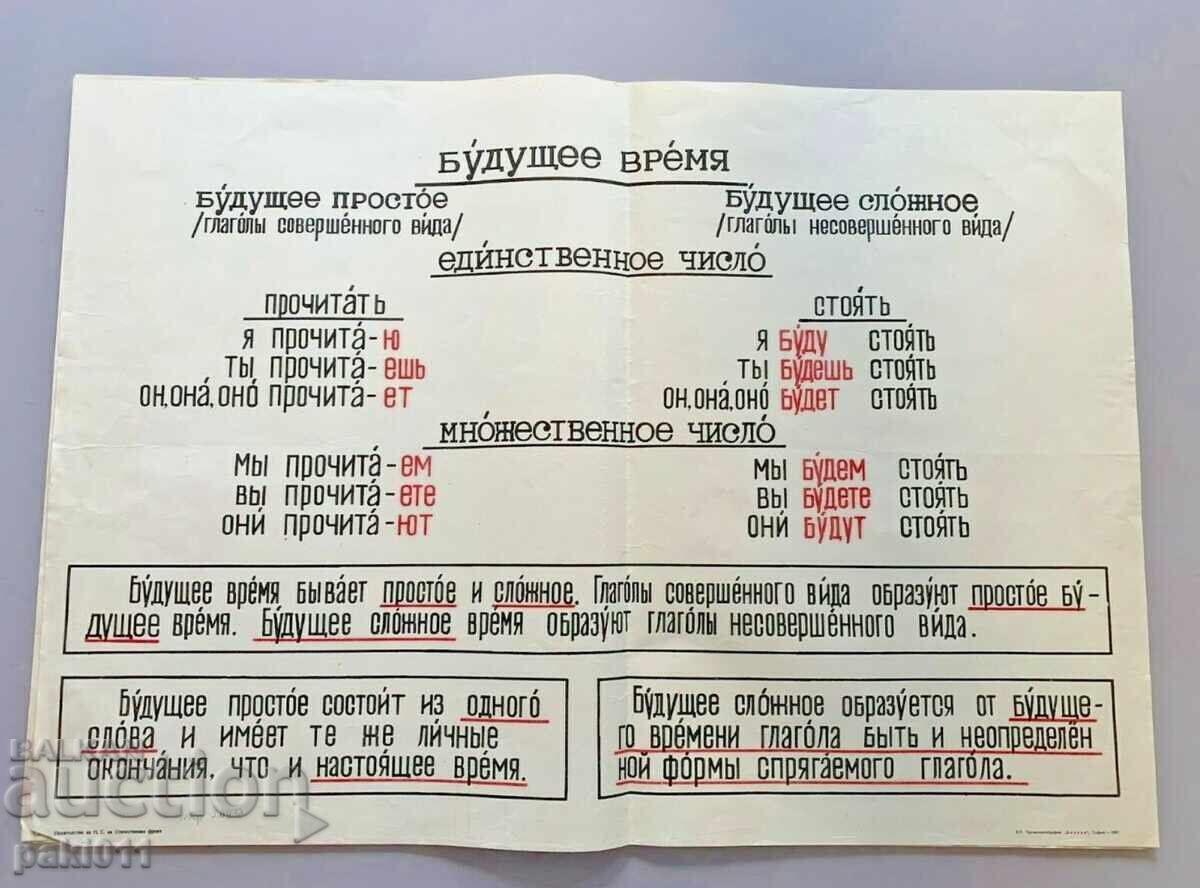 БУ́ДУЩЕЕ ВРЕ́МЯ
БУ́ДУЩЕЕ ПРОСТО́Е
/ГЛАГО́ЛЫ СОВЕРШЕ́ННОГО ВИ́ДА/
БУ́ДУЩЕЕ СЛО́ЖНОЕ
/ГЛАГО́ЛЫ НЕСОВЕРШЕ́ННОГО ВИ́ДА/
ЕДИ́НСТВЕННОЕ ЧИСЛО́
ПРОЧИТА́ТЬ
Я ПРОЧИТА́-Ю
ТЫ ПРОЧИТА́-ЕШЬ
ОН, ОНА́, ОНО́ ПРОЧИТА́-ЕТ
СТОЯ́ТЬ
Я БУ́ДУ СТОЯ́ТЬ
ТЫ БУ́ДЕШЬ СТОЯ́ТЬ
ОН, ОНА́, ОНО́ БУ́ДЕТ СТОЯ́ТЬ
МНО́ЖЕСТВЕННОЕ ЧИСЛО́
МЫ ПРОЧИТА́-ЕМ
ВЫ ПРОЧИТА́-ЕТЕ
ОНИ́ ПРОЧИТА́-ЮТ
МЫ БУ́ДЕМ СТОЯ́ТЬ
ВЫ БУ́ДЕТЕ СТОЯ́ТЬ
ОНИ́ БУ́ДУТ СТОЯ́ТЬ
БУ́ДУЩЕЕ ВРЕ́МЯ БЫВА́ЕТ ПРОСТО́Е И СЛО́ЖНОЕ. ГЛАГО́ЛЫ СОВЕРШЕ́ННОГО ВИ́ДА ОБРАЗУ́ЮТ ПРОСТО́Е БУ́-
ДУЩЕЕ ВРЕ́МЯ. БУ́ДУЩЕЕ СЛО́ЖНОЕ ВРЕ́МЯ ОБРАЗУ́ЮТ ГЛАГО́ЛЫ НЕСОВЕРШЕ́ННОГО ВИ́ДА.
БУ́ДУЩЕЕ ПРОСТО́Е СОСТОИ́Т ИЗ ОДНОГО́
СЛО́ВА И ИМЕ́ЕТ ТЕ ЖЕ ЛИ́ЧНЫЕ
ОКОНЧА́НИЯ, ЧТО И НАСТОЯ́ЩЕЕ ВРЕ́МЯ.
БУ́ДУЩЕЕ СЛО́ЖНОЕ ОБРАЗУ́ЕТСЯ ОТ БУ́ДУЩЕ-
ГО ВРЕ́МЕНИ ГЛАГО́ЛА БЫТЬ И НЕОПРЕДЕЛЁН
НОЙ ФО́РМЫ СПРЯГА́ЕМОГО ГЛАГО́ЛА.
Издателство на Н. С. на Отечествения фронт
BALKAN
auction
paki011